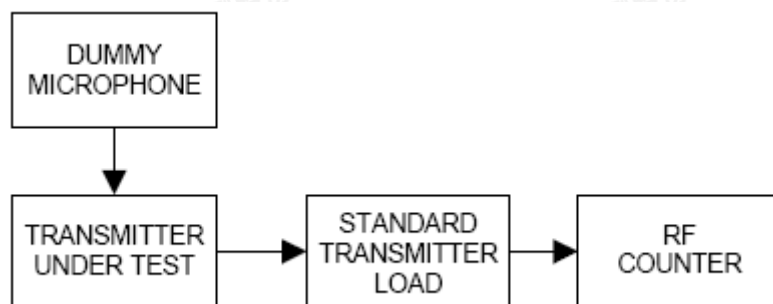 DUMMY
MICROPHONE
TRANSMITTER
UNDER TEST
STANDARD
TRANSMITTER
LOAD
RF
COUNTER